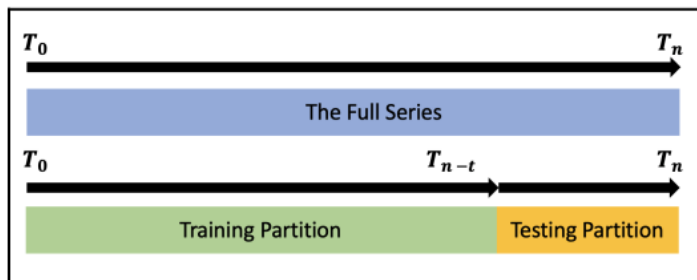 T₀ Tₙ
The Full Series
T₀ Tₙ₋ₜ Tₙ
Training Partition Testing Partition